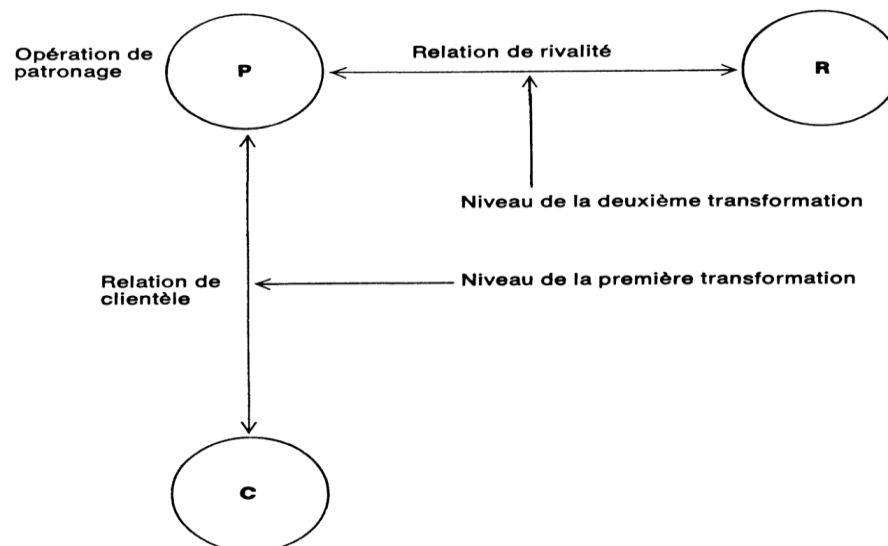 Opération de
patronage
P
Relation de rivalité
R
Niveau de la deuxième transformation
Relation de
clientèle
Niveau de la première transformation
C